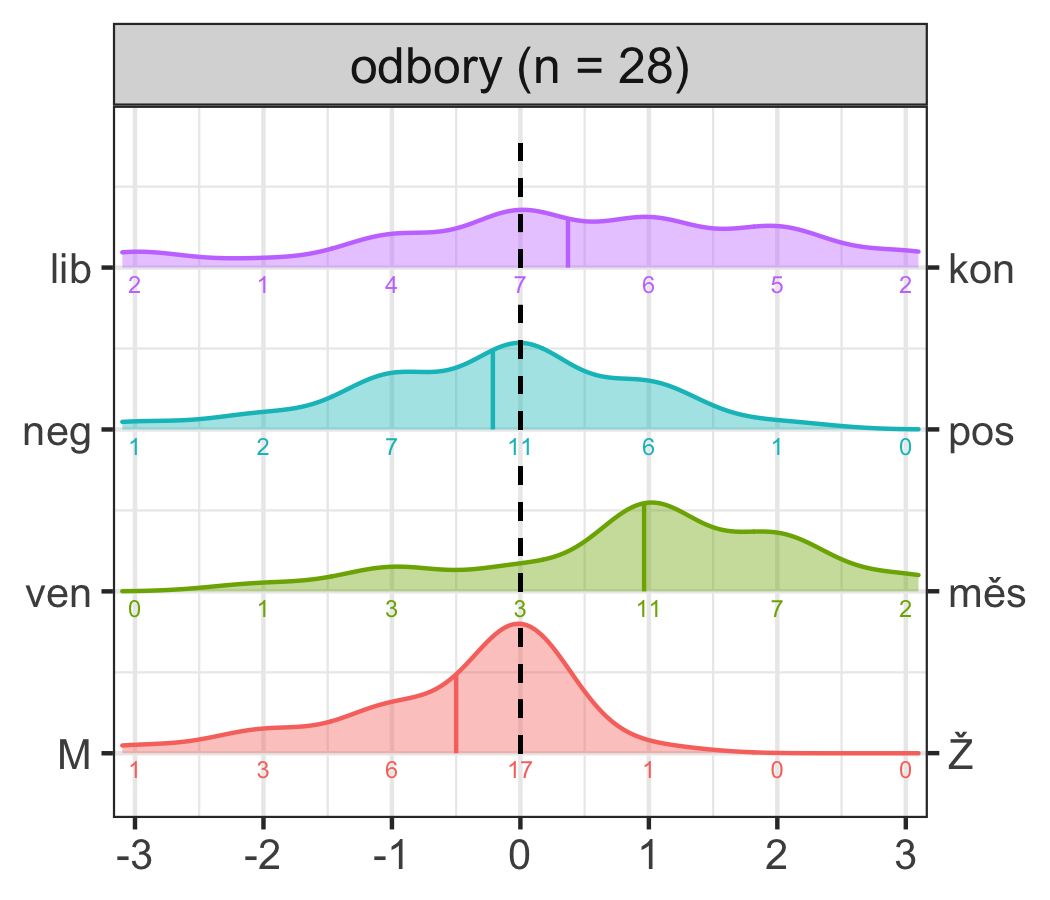 odbory (n = 28)
lib kon
2 1 4 7 6 5 2
neg pos
1 2 7 11 6 1 0
ven měs
0 1 3 3 11 7 2
M Ž
1 3 6 17 1 0 0
-3 -2 -1 0 1 2 3